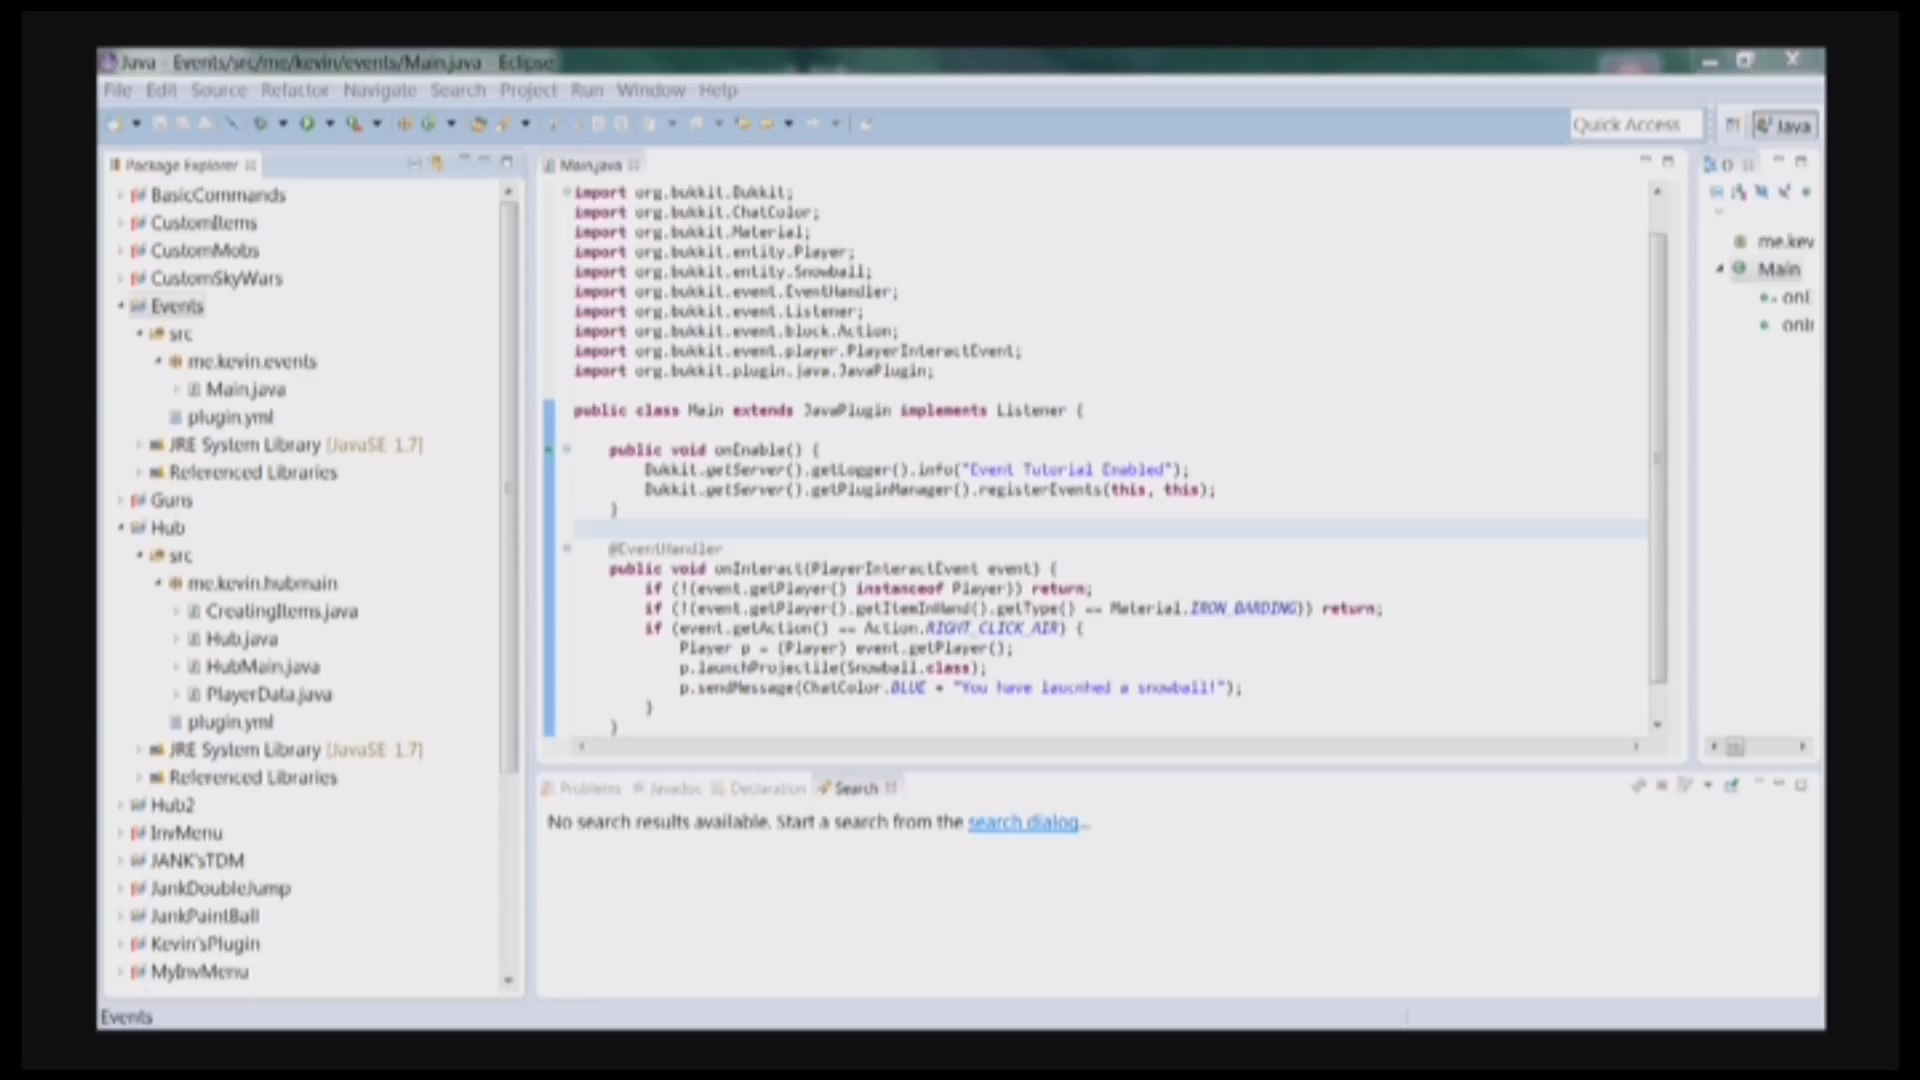 Java - Events/src/me/kevin/events/Main.java - Eclipse
File Edit Source Refactor Navigate Search Project Run Window Help
Quick Access
Java
Package Explorer
BasicCommands
CustomItems
CustomMobs
CustomSkyWars
Events
src
me.kevin.events
Main.java
plugin.yml
JRE System Library [JavaSE 1.7]
Referenced Libraries
Guns
Hub
src
me.kevin.hubmain
CreatingItems.java
Hub.java
HubMain.java
PlayerData.java
plugin.yml
JRE System Library [JavaSE 1.7]
Referenced Libraries
Hub2
InvMenu
JANK'sTDM
JankDoubleJump
JankPaintBall
Kevin'sPlugin
MyInvMenu
Main.java
import org.bukkit.Bukkit;
import org.bukkit.ChatColor;
import org.bukkit.Material;
import org.bukkit.entity.Player;
import org.bukkit.entity.Snowball;
import org.bukkit.event.EventHandler;
import org.bukkit.event.Listener;
import org.bukkit.event.block.Action;
import org.bukkit.event.player.PlayerInteractEvent;
import org.bukkit.plugin.java.JavaPlugin;
public class Main extends JavaPlugin implements Listener {
public void onEnable() {
Bukkit.getServer().getLogger().info("Event Tutorial Enabled");
Bukkit.getServer().getPluginManager().registerEvents(this, this);
}
@EventHandler
public void onInteract(PlayerInteractEvent event) {
if (!(event.getPlayer() instanceof Player)) return;
if (!(event.getPlayer().getItemInHand().getType() == Material.IRON_BARDING)) return;
if (event.getAction() == Action.RIGHT_CLICK_AIR) {
Player p = (Player) event.getPlayer();
p.launchProjectile(Snowball.class);
p.sendMessage(ChatColor.BLUE + "You have laucnhed a snowball!");
}
}
O
me.kev
Main
onE
onIn
Problems Javadoc Declaration Search
No search results available. Start a search from the search dialog...
Events